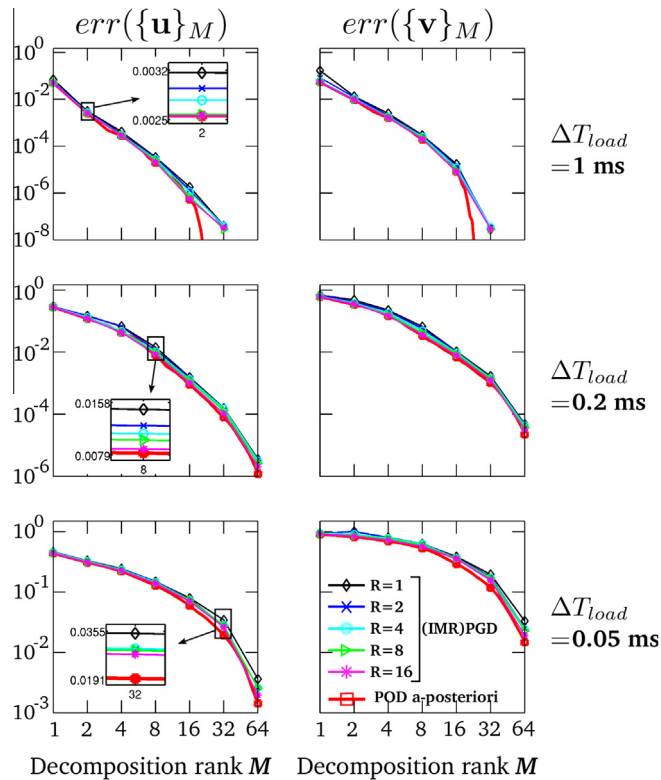 err({u}_M) err({v}_M)
10^0
10^-2
10^-4
10^-6
10^-8
0.0032
0.0025
2
ΔT_load
=1 ms
10^0
10^-2
10^-4
10^-6
0.0158
0.0079
8
ΔT_load
=0.2 ms
10^0
10^-1
10^-2
10^-3
0.0355
0.0191
32
R=1
R=2
R=4
R=8
R=16
(IMR)PGD
POD a-posteriori
ΔT_load
=0.05 ms
1 2 4 8 16 32 64 1 2 4 8 16 32 64
Decomposition rank M Decomposition rank M